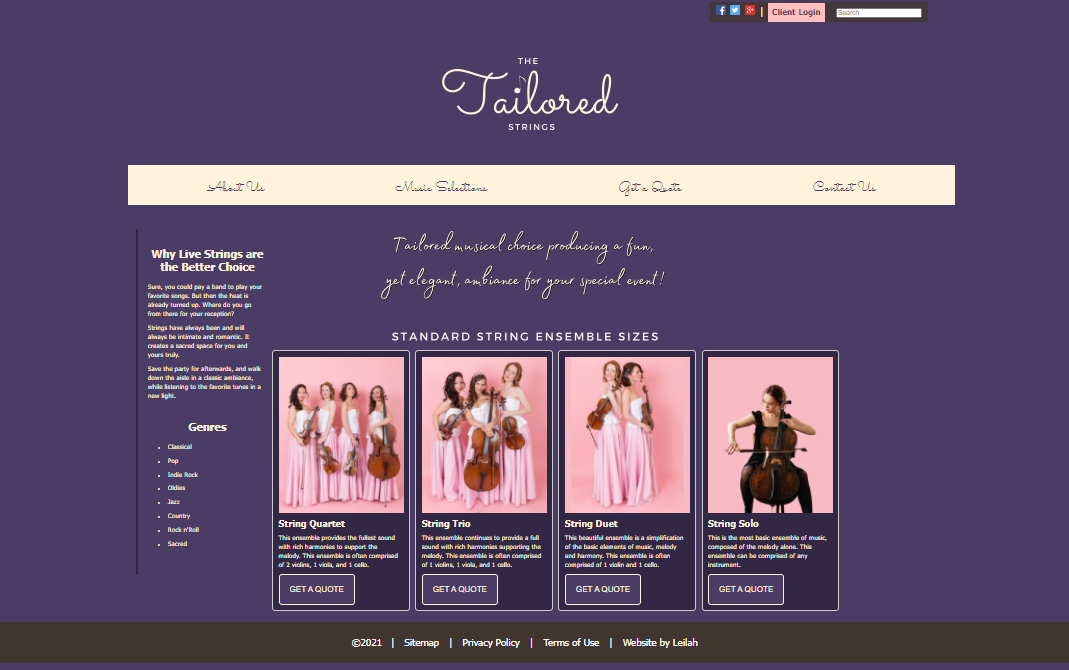 Client Login Search
THE
Tailored
STRINGS
About Us Music Selections Get a Quote Contact Us
Tailored musical choice producing a fun,
yet elegant, ambiance for your special event!
Why Live Strings are
the Better Choice
Sure, you could pay a band to play your
favorite songs. But then the heat is
already turned up. Where do you go
from there for your reception?
Strings have always been and will
always be intimate and romantic. It
creates a sacred space for you and
yours truly.
Save the party for afterwards, and walk
down the aisle in a classic ambiance,
while listening to the favorite tunes in a
new light.
Genres
Classical
Pop
Indie Rock
Oldies
Jazz
Country
Rock n'Roll
Sacred
STANDARD STRING ENSEMBLE SIZES
String Quartet
This ensemble provides the fullest sound
with rich harmonies to support the
melody. This ensemble is often comprised
of 2 violins, 1 viola, and 1 cello.
GET A QUOTE
String Trio
This ensemble continues to provide a full
sound with rich harmonies supporting the
melody. This ensemble is often comprised
of 1 violins, 1 viola, and 1 cello.
GET A QUOTE
String Duet
This beautiful ensemble is a simplification
of the basic elements of music, melody
and harmony. This ensemble is often
comprised of 1 violin and 1 cello.
GET A QUOTE
String Solo
This is the most basic ensemble of music,
composed of the melody alone. This
ensemble can be comprised of any
instrument.
GET A QUOTE
©2021 | Sitemap | Privacy Policy | Terms of Use | Website by Leilah